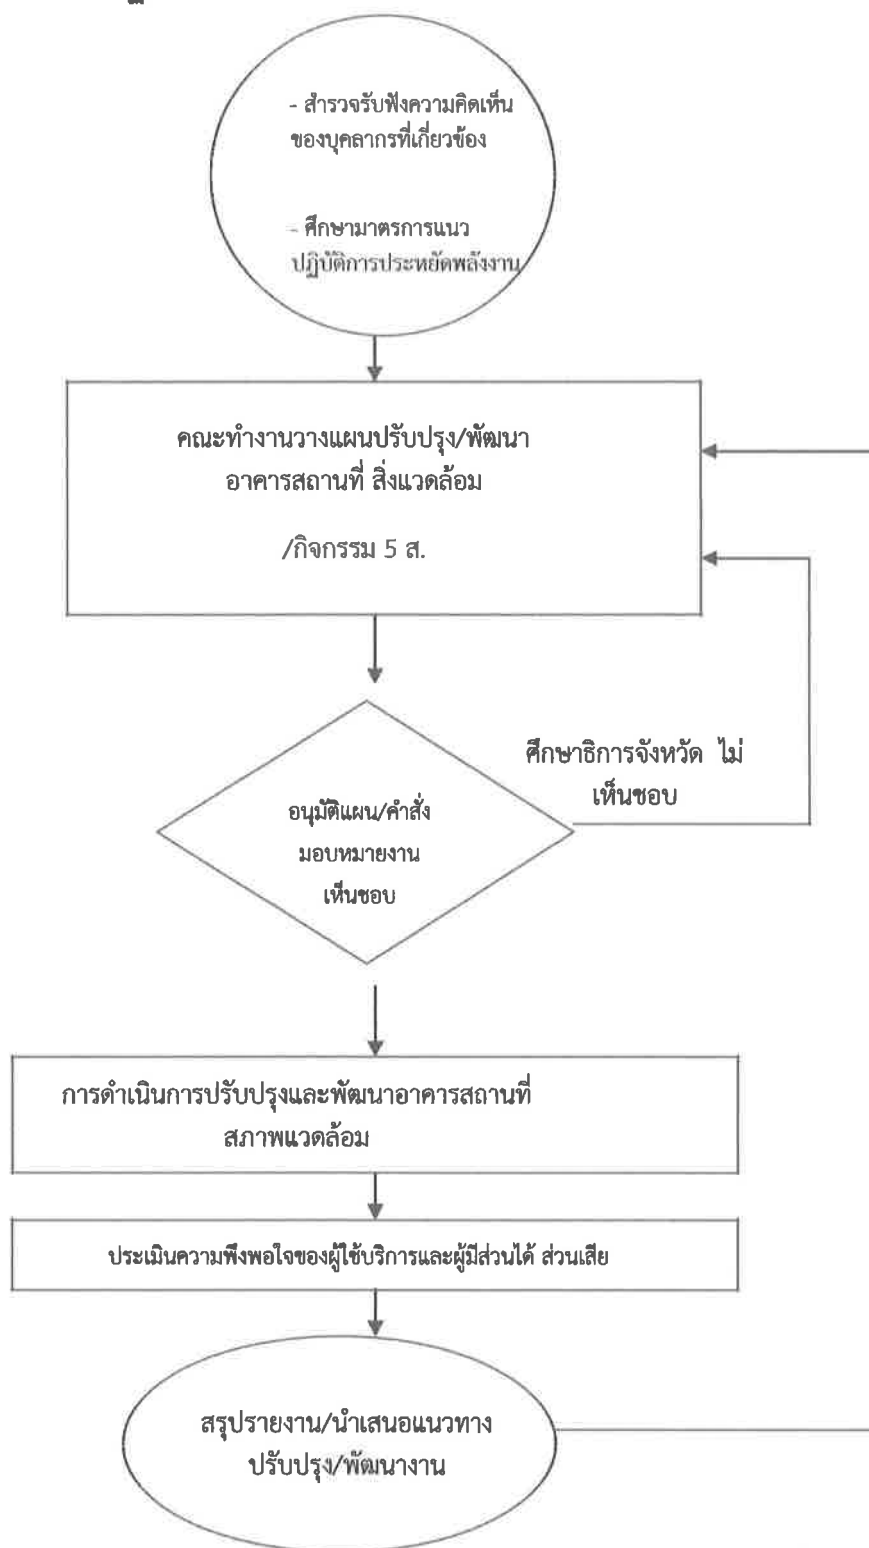 - สำรวจรับฟังความคิดเห็น
ของบุคลากรที่เกี่ยวข้อง
- ศึกษามาตรการแนว
ปฏิบัติการประหยัดพลังงาน
คณะทำงานวางแผนปรับปรุง/พัฒนา
อาคารสถานที่ สิ่งแวดล้อม
/กิจกรรม 5 ส.
ศึกษาธิการจังหวัด ไม่
เห็นชอบ
อนุมัติแผน/คำสั่ง
มอบหมายงาน
เห็นชอบ
การดำเนินการปรับปรุงและพัฒนาอาคารสถานที่
สภาพแวดล้อม
ประเมินความพึงพอใจของผู้ใช้บริการและผู้มีส่วนได้ ส่วนเสีย
สรุปรายงาน/นำเสนอแนวทาง
ปรับปรุง/พัฒนางาน